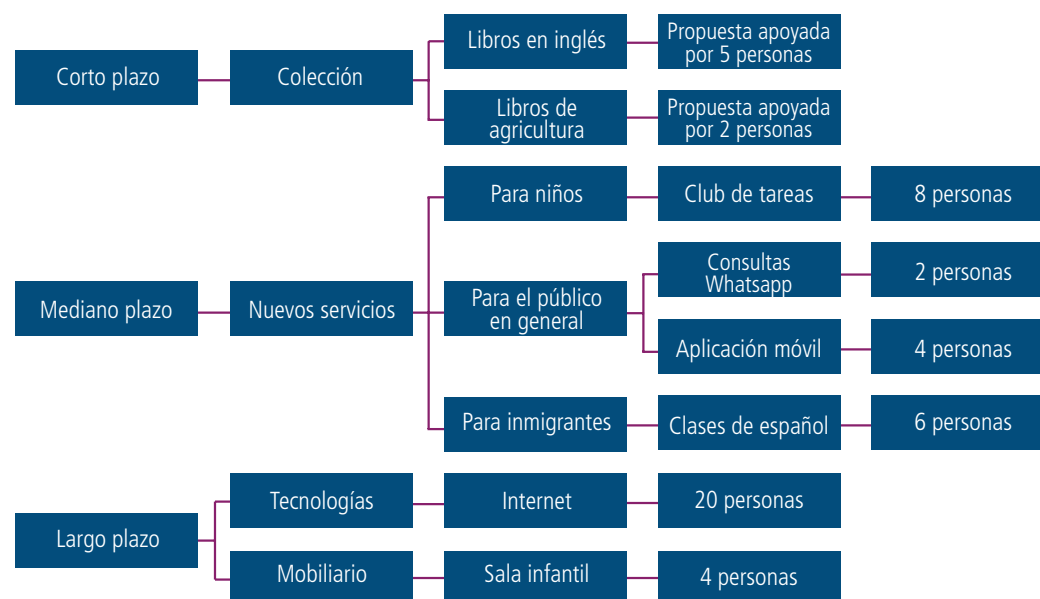 Corto plazo
Colección
Libros en inglés
Propuesta apoyada
por 5 personas
Libros de
agricultura
Propuesta apoyada
por 2 personas
Mediano plazo
Nuevos servicios
Para niños
Club de tareas
8 personas
Para el público
en general
Consultas
Whatsapp
2 personas
Aplicación móvil
4 personas
Para inmigrantes
Clases de español
6 personas
Largo plazo
Tecnologías
Internet
20 personas
Mobiliario
Sala infantil
4 personas